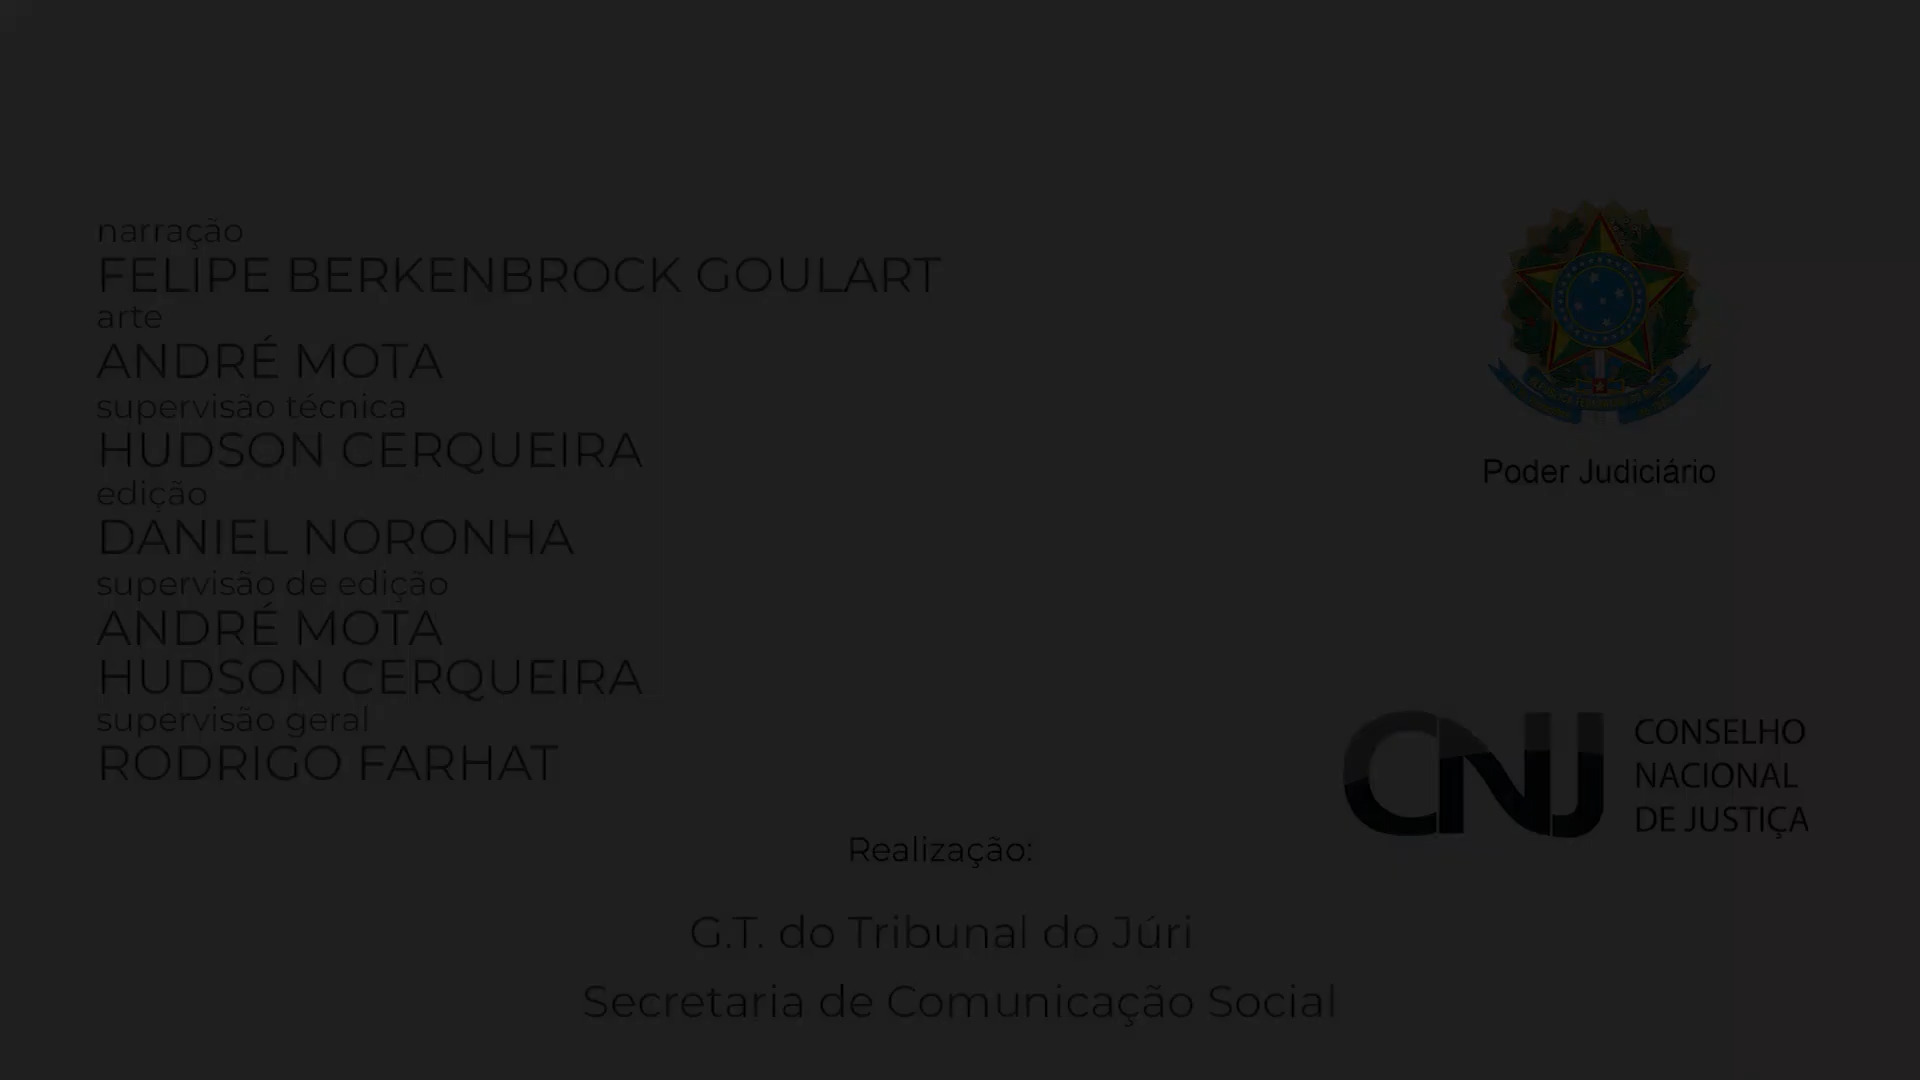 narração
FELIPE BERKENBROCK GOULART
arte
ANDRÉ MOTA
supervisão técnica
HUDSON CERQUEIRA
edição
DANIEL NORONHA
supervisão de edição
ANDRÉ MOTA
HUDSON CERQUEIRA
supervisão geral
RODRIGO FARHAT
Poder Judiciário
CNJ
CONSELHO
NACIONAL
DE JUSTIÇA
Realização:
G.T. do Tribunal do Júri
Secretaria de Comunicação Social